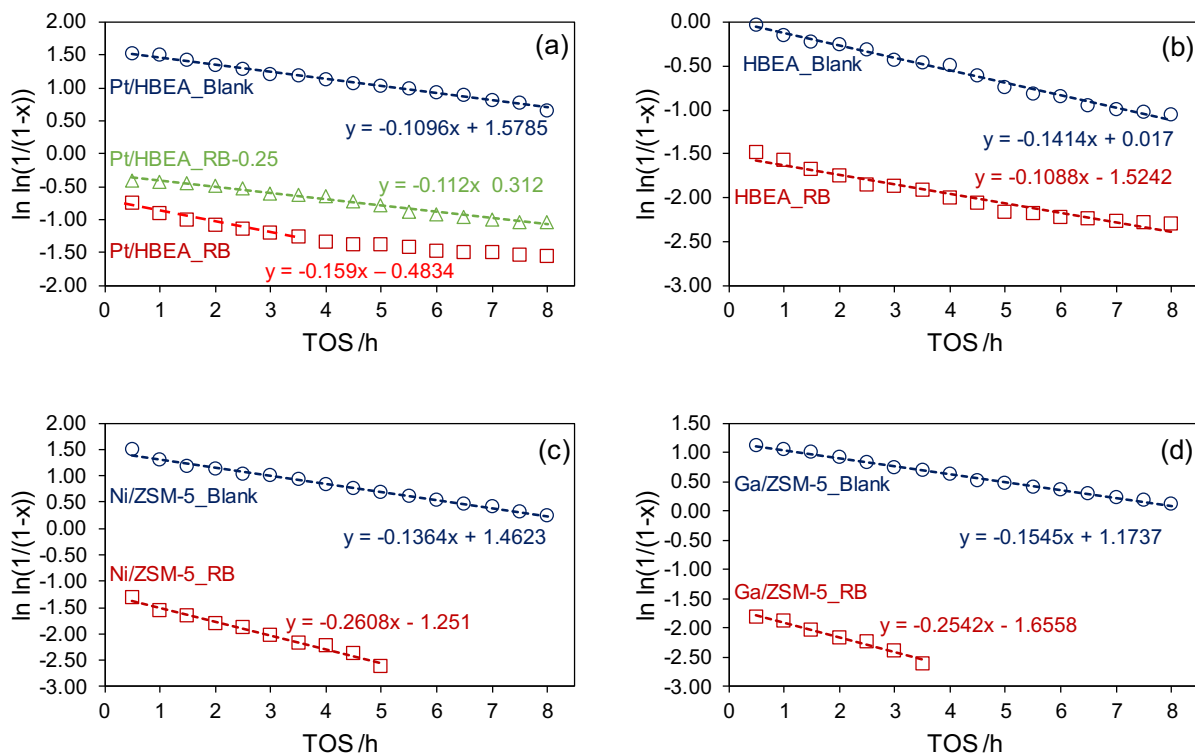 (a)
ln ln(1/(1-x))
2.00
1.50
1.00
0.50
0.00
-0.50
-1.00
-1.50
-2.00
Pt/HBEA_Blank
y = -0.1096x + 1.5785
Pt/HBEA_RB-0.25
y = -0.112x 0.312
Pt/HBEA_RB
y = -0.159x – 0.4834
0 1 2 3 4 5 6 7 8
TOS /h
(b)
ln ln(1/(1-x))
0.00
-0.50
-1.00
-1.50
-2.00
-2.50
-3.00
HBEA_Blank
y = -0.1414x + 0.017
y = -0.1088x - 1.5242
HBEA_RB
0 1 2 3 4 5 6 7 8
TOS /h
(c)
ln ln(1/(1-x))
2.00
1.50
1.00
0.50
0.00
-0.50
-1.00
-1.50
-2.00
-2.50
-3.00
Ni/ZSM-5_Blank
y = -0.1364x + 1.4623
Ni/ZSM-5_RB
y = -0.2608x - 1.251
0 1 2 3 4 5 6 7 8
TOS /h
(d)
ln ln(1/(1-x))
1.50
1.00
0.50
0.00
-0.50
-1.00
-1.50
-2.00
-2.50
-3.00
Ga/ZSM-5_Blank
y = -0.1545x + 1.1737
Ga/ZSM-5_RB
y = -0.2542x - 1.6558
0 1 2 3 4 5 6 7 8
TOS /h